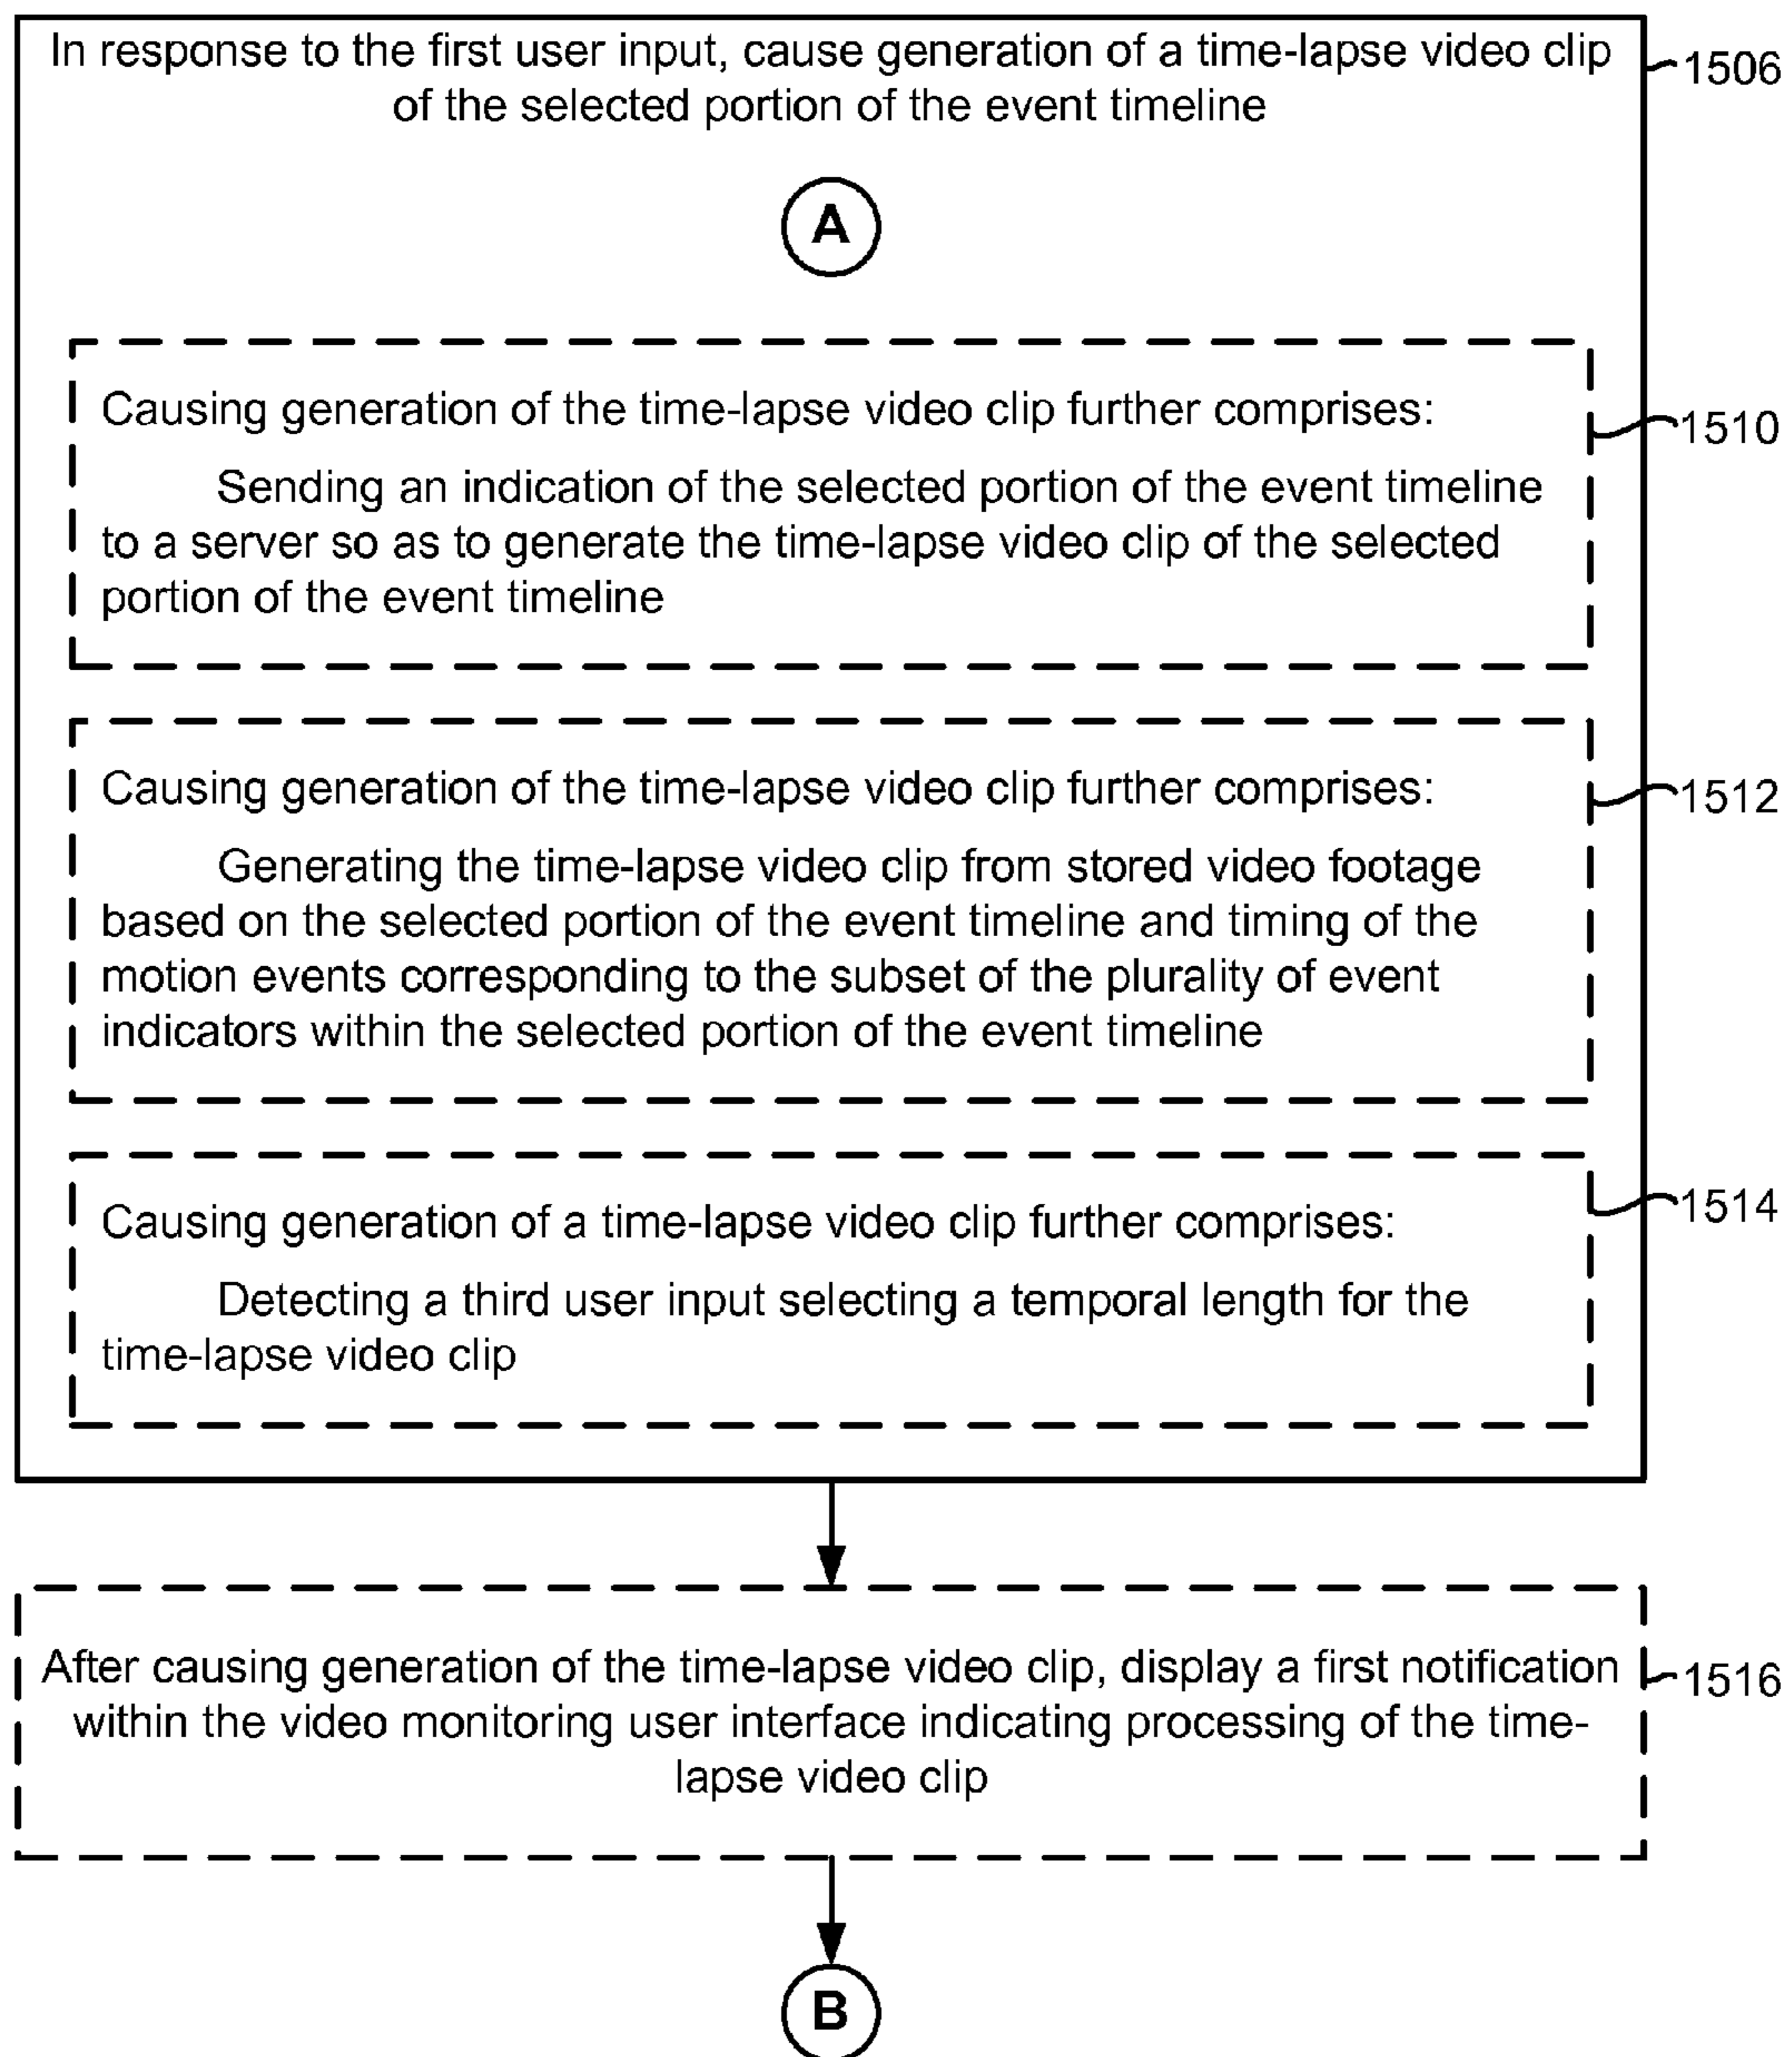 In response to the first user input, cause generation of a time-lapse video clip
of the selected portion of the event timeline
1506
A
Causing generation of the time-lapse video clip further comprises:
1510
Sending an indication of the selected portion of the event timeline
to a server so as to generate the time-lapse video clip of the selected
portion of the event timeline
Causing generation of the time-lapse video clip further comprises:
1512
Generating the time-lapse video clip from stored video footage
based on the selected portion of the event timeline and timing of the
motion events corresponding to the subset of the plurality of event
indicators within the selected portion of the event timeline
Causing generation of a time-lapse video clip further comprises:
1514
Detecting a third user input selecting a temporal length for the
time-lapse video clip
After causing generation of the time-lapse video clip, display a first notification
1516
within the video monitoring user interface indicating processing of the time-
lapse video clip
B